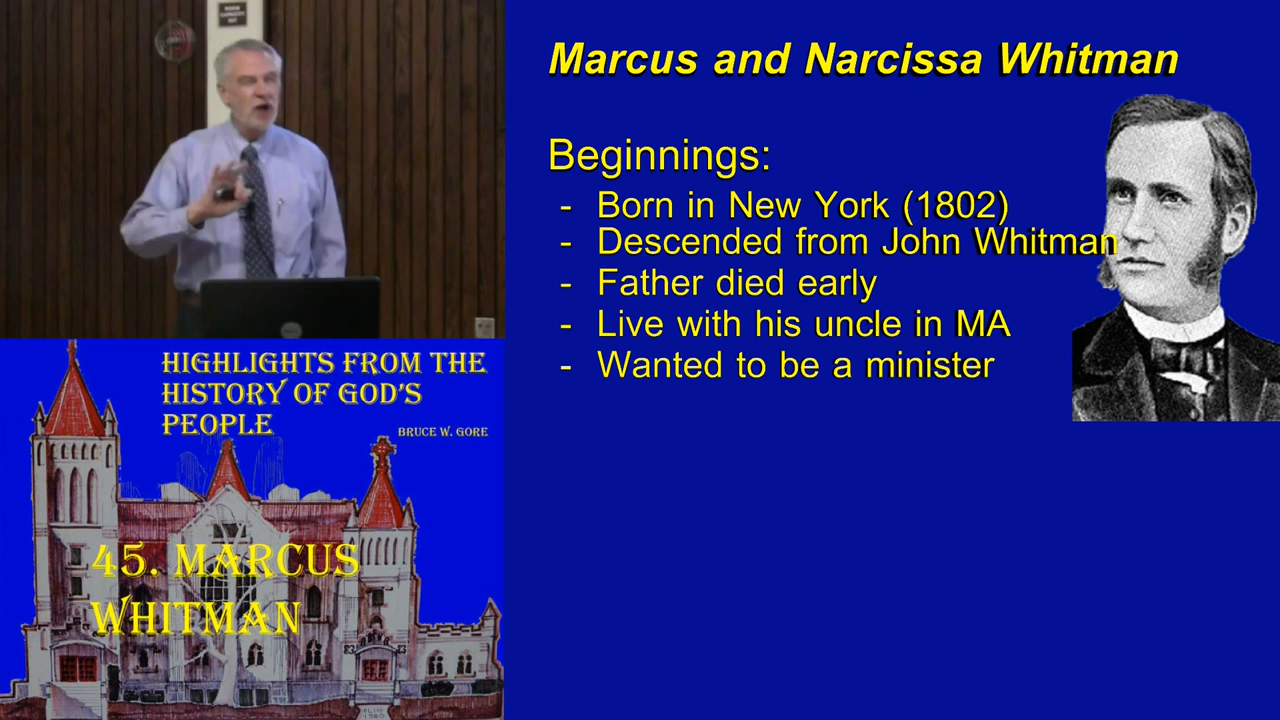 ROOM
CAPACITY
Marcus and Narcissa Whitman
Beginnings:
- Born in New York (1802)
- Descended from John Whitman
- Father died early
- Live with his uncle in MA
- Wanted to be a minister
HIGHLIGHTS FROM THE
HISTORY OF GOD'S
PEOPLE
BRUCE W. GORE
45. MARCUS
WHITMAN